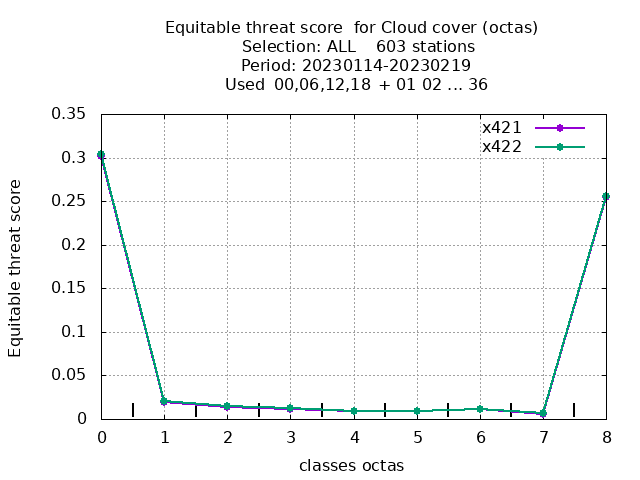 Equitable threat score  for Cloud cover (octas)
Selection: ALL    603 stations
Period: 20230114-20230219
Used  00,06,12,18 + 01 02 ... 36
x421
x422
0.35
0.3
0.25
0.2
0.15
0.1
0.05
0
Equitable threat score
0 1 2 3 4 5 6 7 8
classes octas